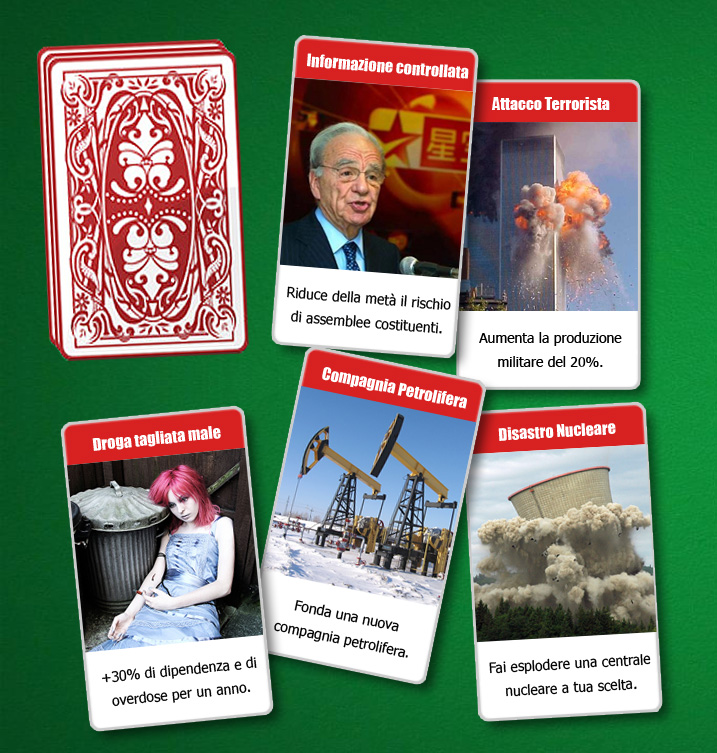 Informazione controllata
Riduce della metà il rischio
di assemblee costituenti.
Attacco Terrorista
Aumenta la produzione
militare del 20%.
Droga tagliata male
+30% di dipendenza e di
overdose per un anno.
Compagnia Petrolifera
Fonda una nuova
compagnia petrolifera.
Disastro Nucleare
Fai esplodere una centrale
nucleare a tua scelta.